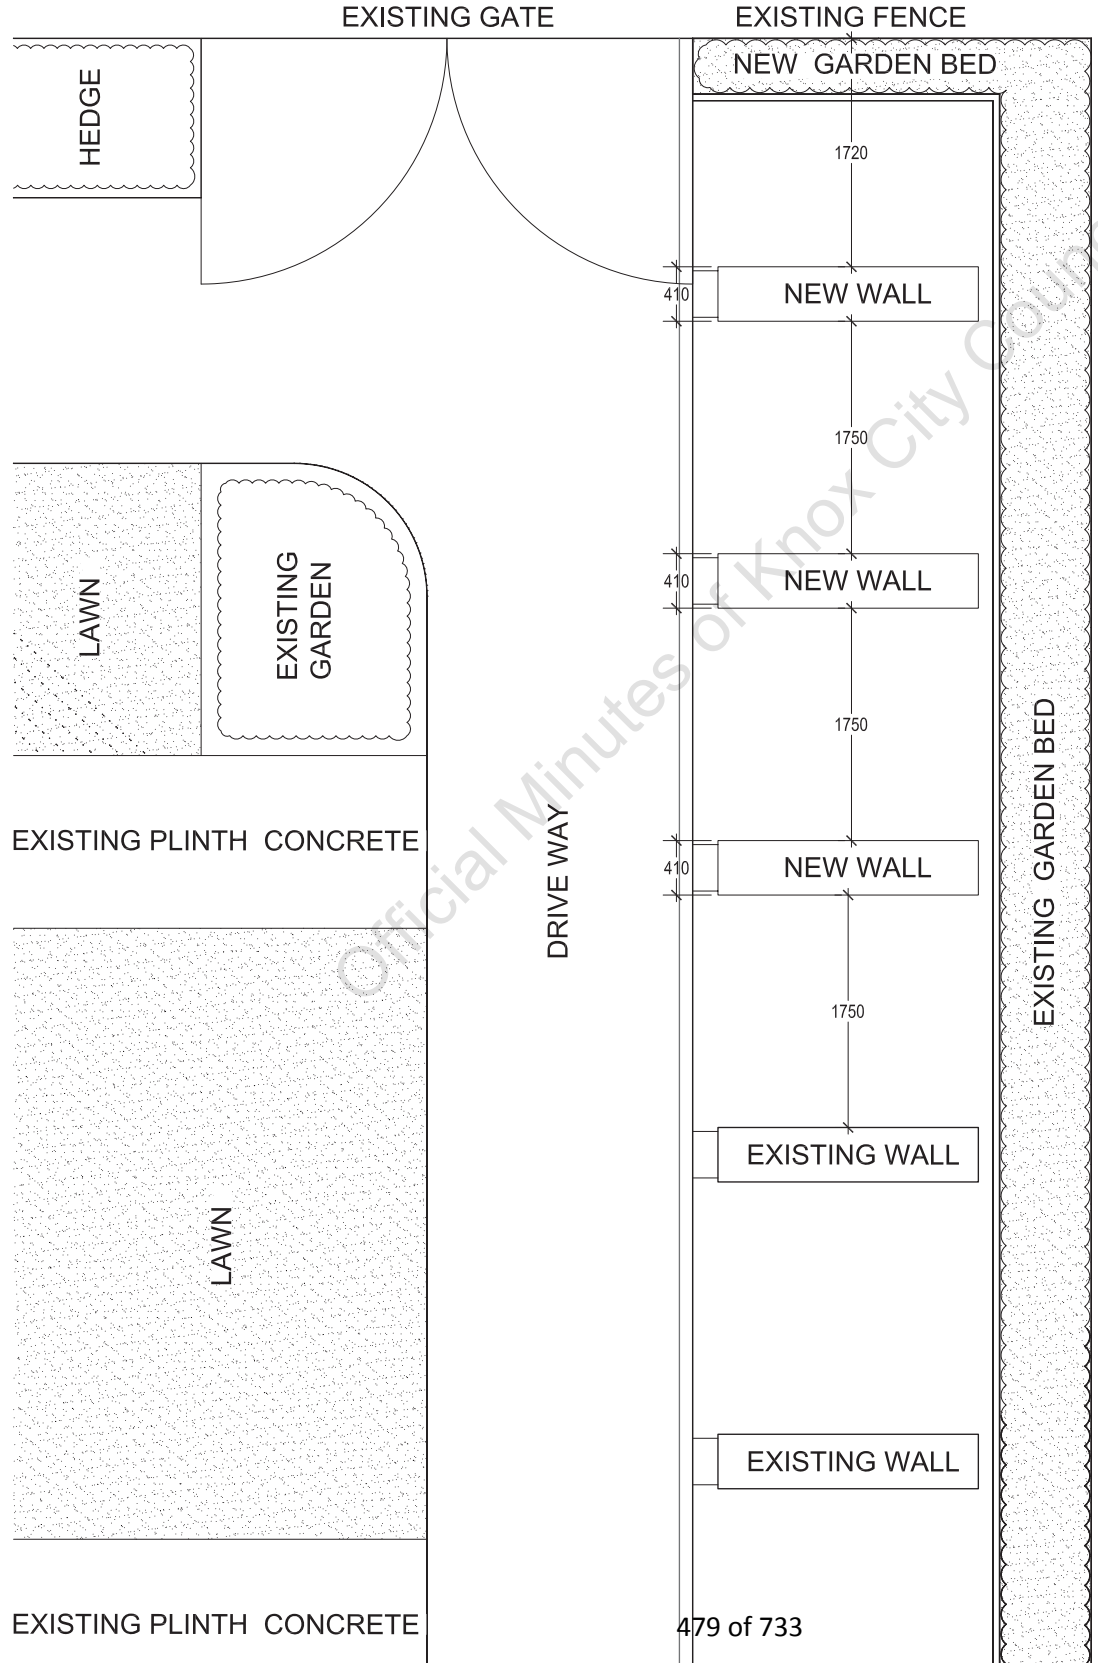 EXISTING GATE
EXISTING FENCE
HEDGE
NEW GARDEN BED
1720
410
NEW WALL
1750
410
NEW WALL
LAWN
EXISTING
GARDEN
1750
EXISTING PLINTH CONCRETE
DRIVE WAY
410
NEW WALL
EXISTING GARDEN BED
1750
EXISTING WALL
LAWN
EXISTING WALL
EXISTING PLINTH CONCRETE
479 of 733
Official Minutes of Knox City Counc